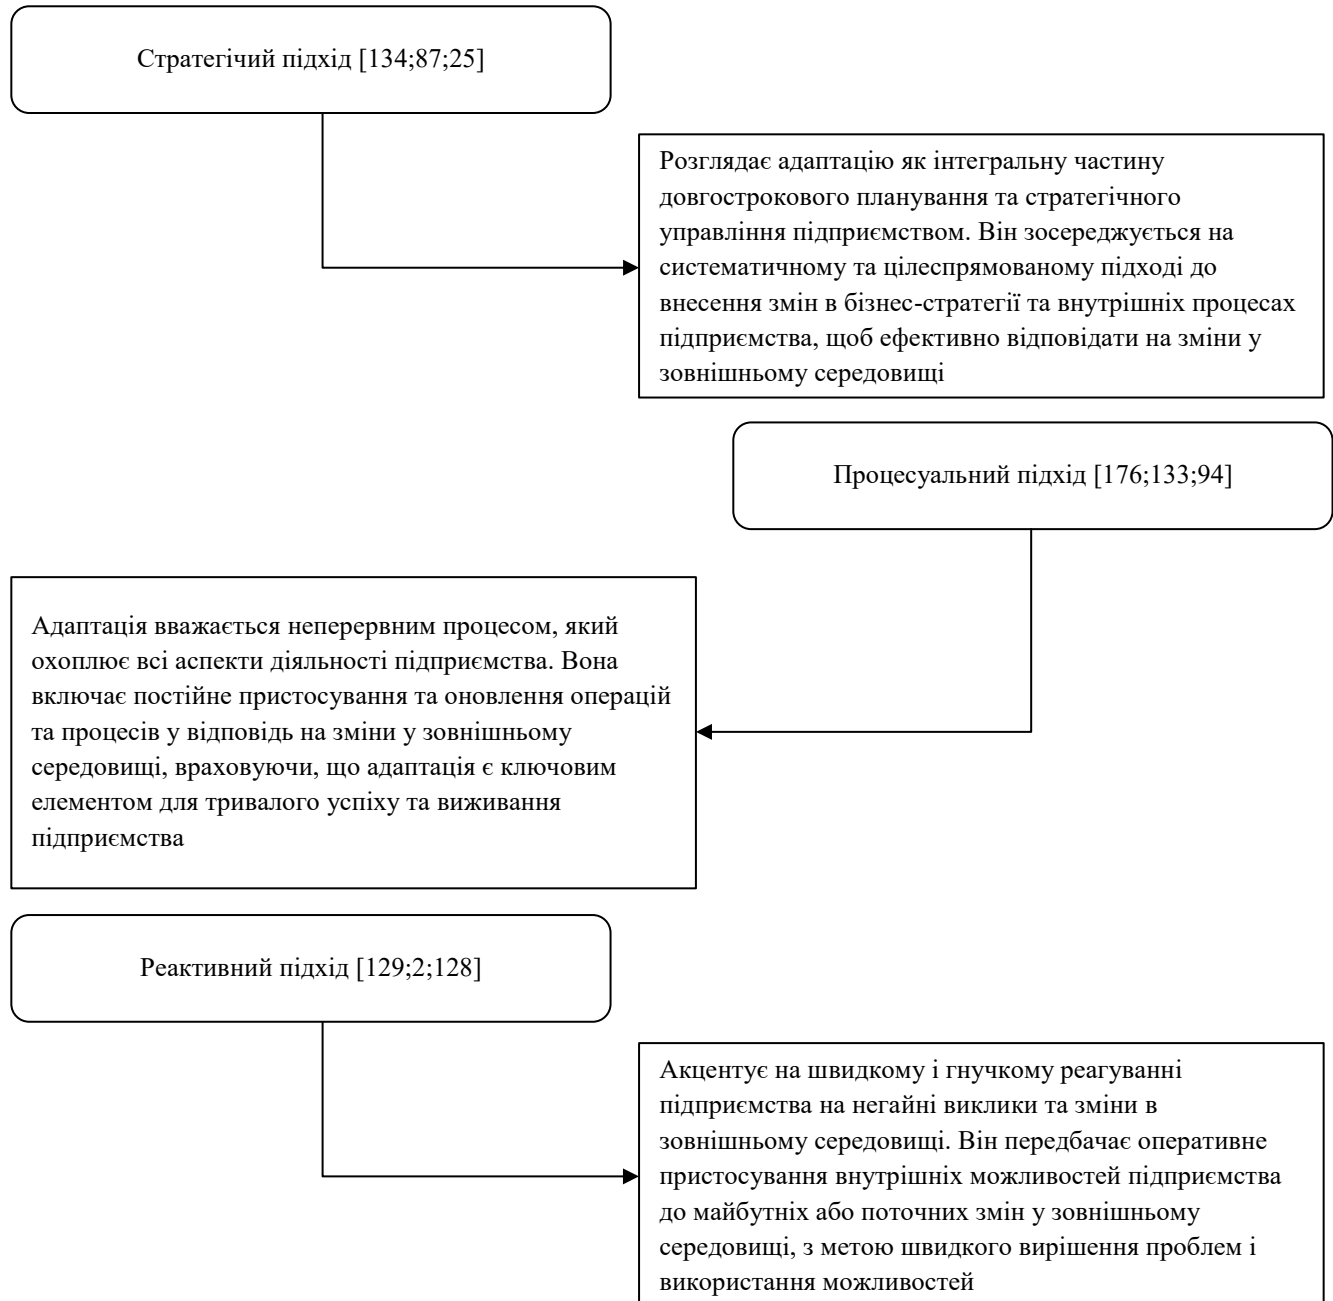 Стратегічий підхід [134;87;25]
Розглядає адаптацію як інтегральну частину
довгострокового планування та стратегічного
управління підприємством. Він зосереджується на
систематичному та цілеспрямованому підході до
внесення змін в бізнес-стратегії та внутрішніх процесах
підприємства, щоб ефективно відповідати на зміни у
зовнішньому середовищі
Процесуальний підхід [176;133;94]
Адаптація вважається неперервним процесом, який
охоплює всі аспекти діяльності підприємства. Вона
включає постійне пристосування та оновлення операцій
та процесів у відповідь на зміни у зовнішньому
середовищі, враховуючи, що адаптація є ключовим
елементом для тривалого успіху та виживання
підприємства
Реактивний підхід [129;2;128]
Акцентує на швидкому і гнучкому реагуванні
підприємства на негайні виклики та зміни в
зовнішньому середовищі. Він передбачає оперативне
пристосування внутрішніх можливостей підприємства
до майбутніх або поточних змін у зовнішньому
середовищі, з метою швидкого вирішення проблем і
використання можливостей